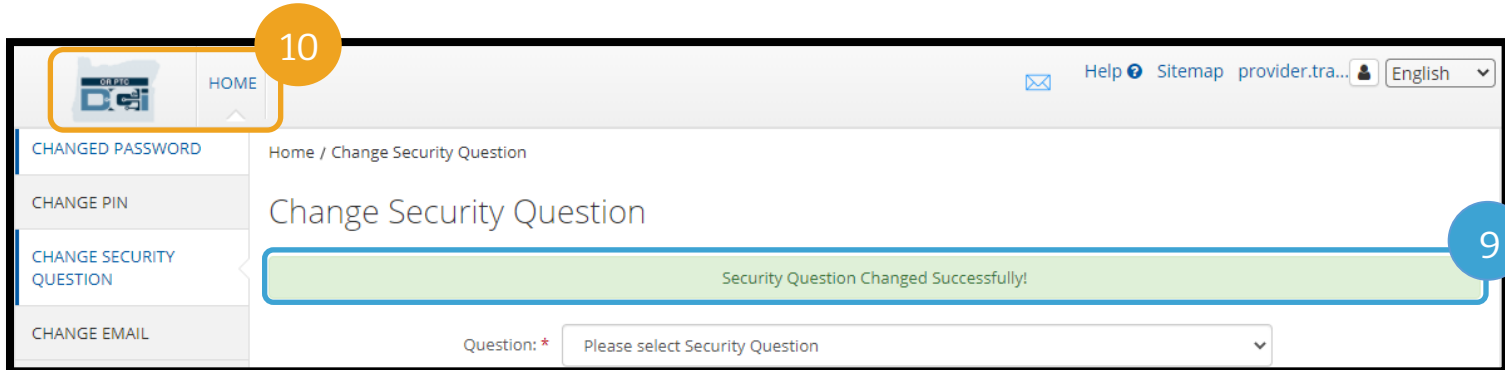 10
OR PTC
DCi
HOME
Help ? Sitemap provider.tra... English
CHANGED PASSWORD
Home / Change Security Question
CHANGE PIN
Change Security Question
9
CHANGE SECURITY
QUESTION
Security Question Changed Successfully!
CHANGE EMAIL
Question: * Please select Security Question